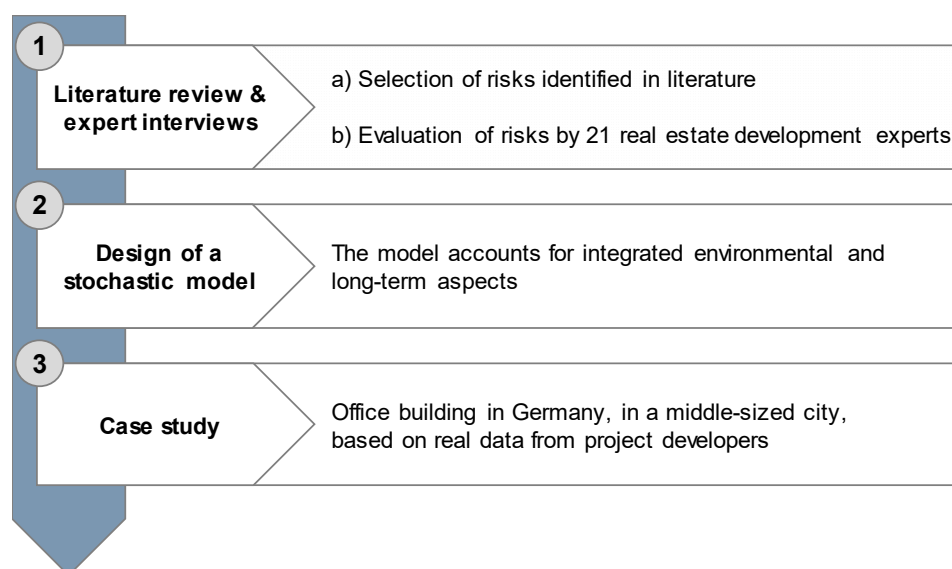 1
Literature review &
expert interviews
a) Selection of risks identified in literature
b) Evaluation of risks by 21 real estate development experts
2
Design of a
stochastic model
The model accounts for integrated environmental and
long-term aspects
3
Case study
Office building in Germany, in a middle-sized city,
based on real data from project developers